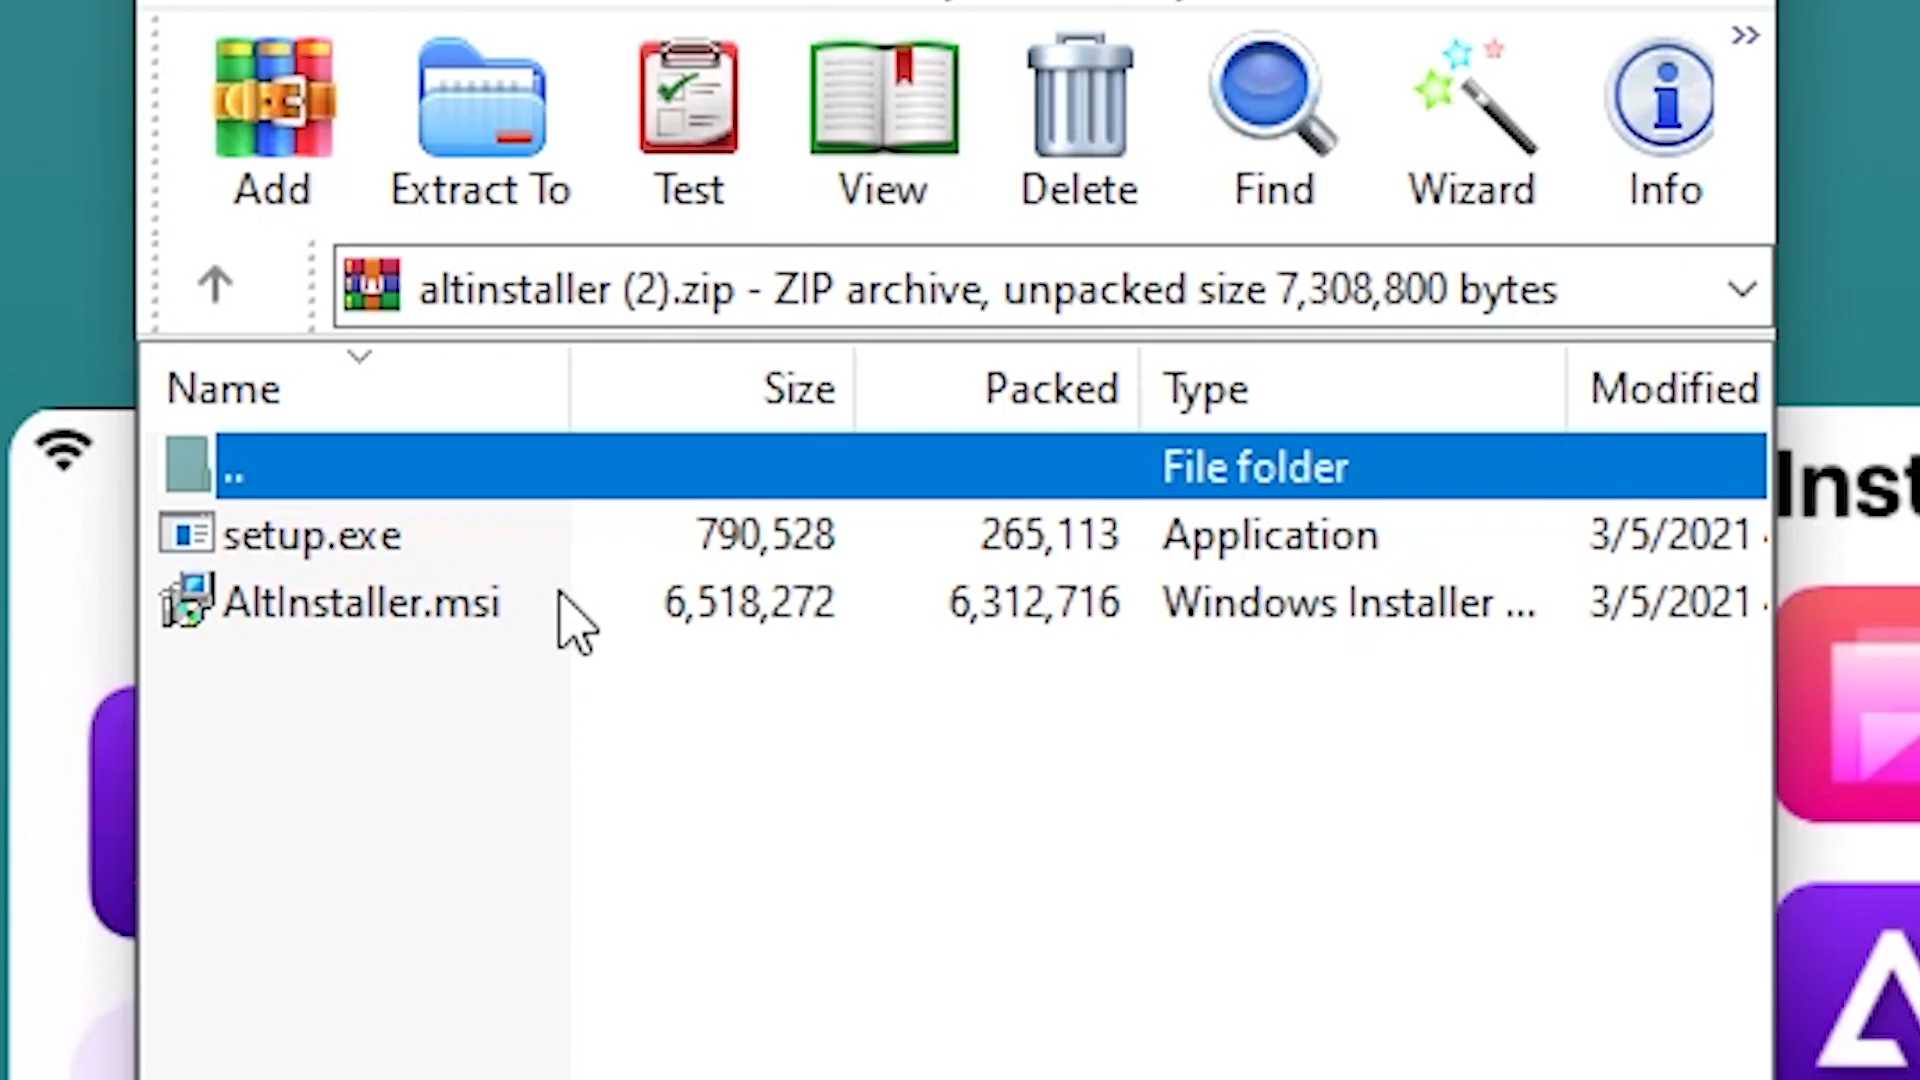 Add Extract To Test View Delete Find Wizard Info
altinstaller (2).zip - ZIP archive, unpacked size 7,308,800 bytes
Name Size Packed Type Modified
.. File folder
setup.exe 790,528 265,113 Application 3/5/2021
AltInstaller.msi 6,518,272 6,312,716 Windows Installer ... 3/5/2021
Inst